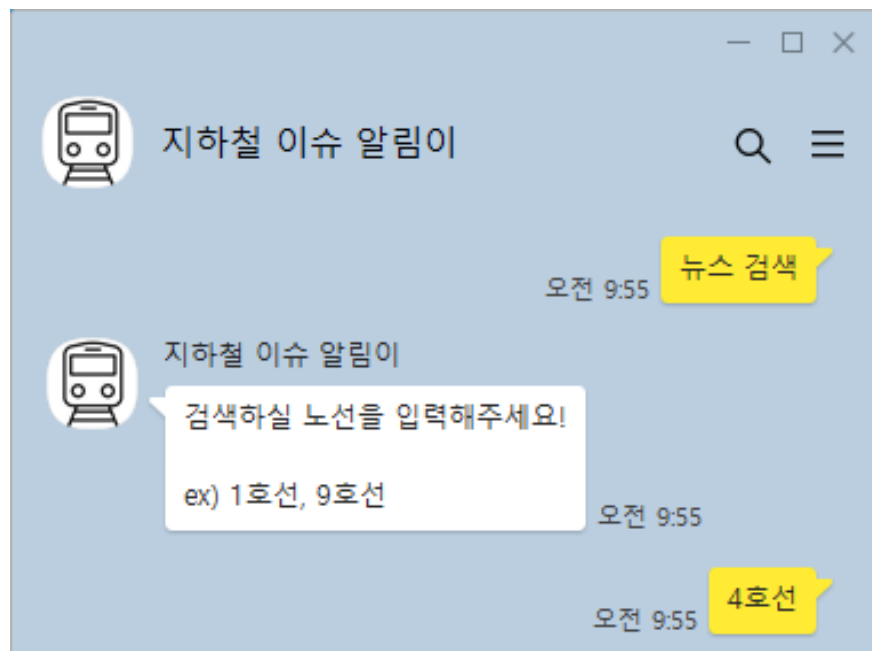 지하철 이슈 알림이
뉴스 검색
오전 9:55
지하철 이슈 알림이
검색하실 노선을 입력해주세요!
ex) 1호선, 9호선
오전 9:55
4호선
오전 9:55